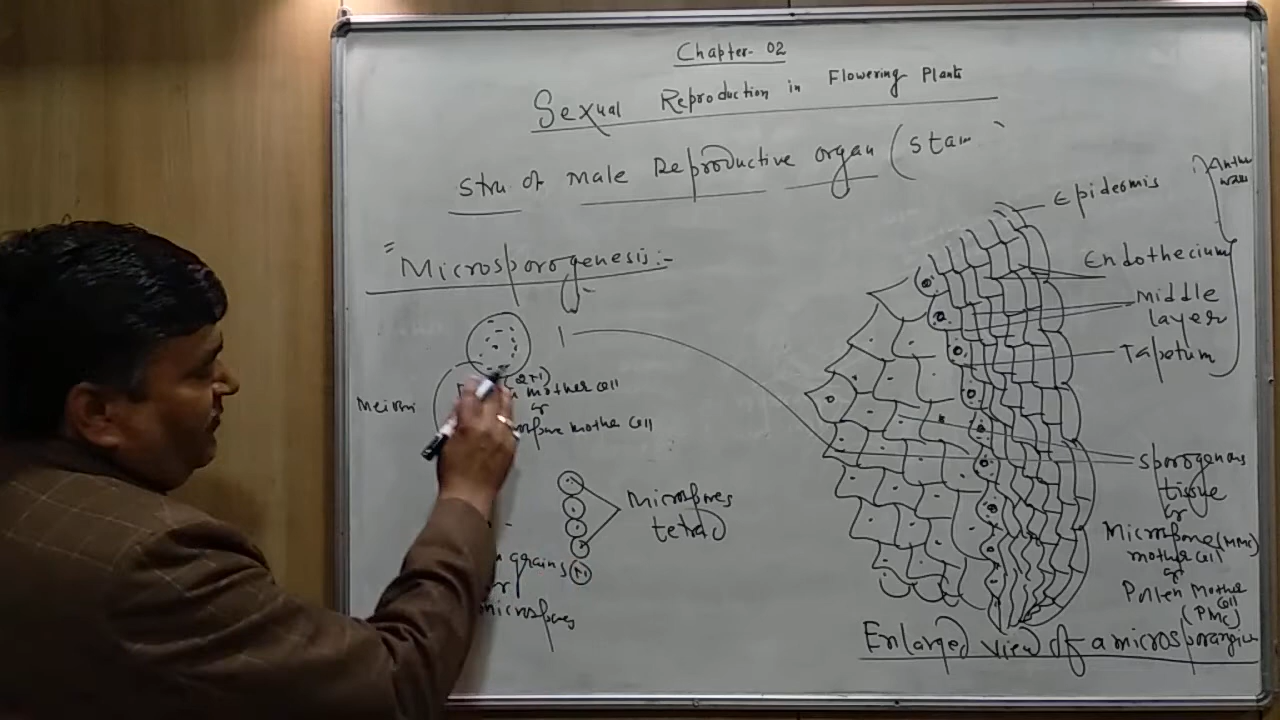 Chapter-02
Sexual Reproduction in Flowering Plants
Stru of male Reproductive organ (Stam
"Microsporogenesis:-
(2n)
mother cell
or
mother cell
Microspores
tetrad
grains
or
microspores
Epidermis
Endothecium
Middle
layer
Tapetum
Sporogenous
tissue
or
Microspore (MMC)
mother cell
or
Pollen Mother
cell
(PMC)
Enlarged view of a microsporangium